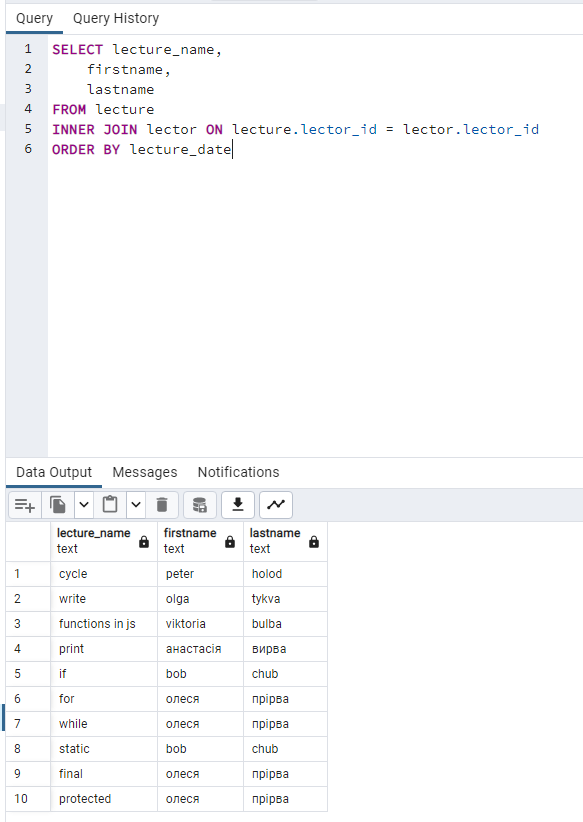 Query Query History
1 SELECT lecture_name,
2 firstname,
3 lastname
4 FROM lecture
5 INNER JOIN lector ON lecture.lector_id = lector.lector_id
6 ORDER BY lecture_date
Data Output Messages Notifications
lecture_name firstname lastname
text text text
1 cycle peter holod
2 write olga tykva
3 functions in js viktoria bulba
4 print анастасія вирва
5 if bob chub
6 for олеся прірва
7 while олеся прірва
8 static bob chub
9 final олеся прірва
10 protected олеся прірва